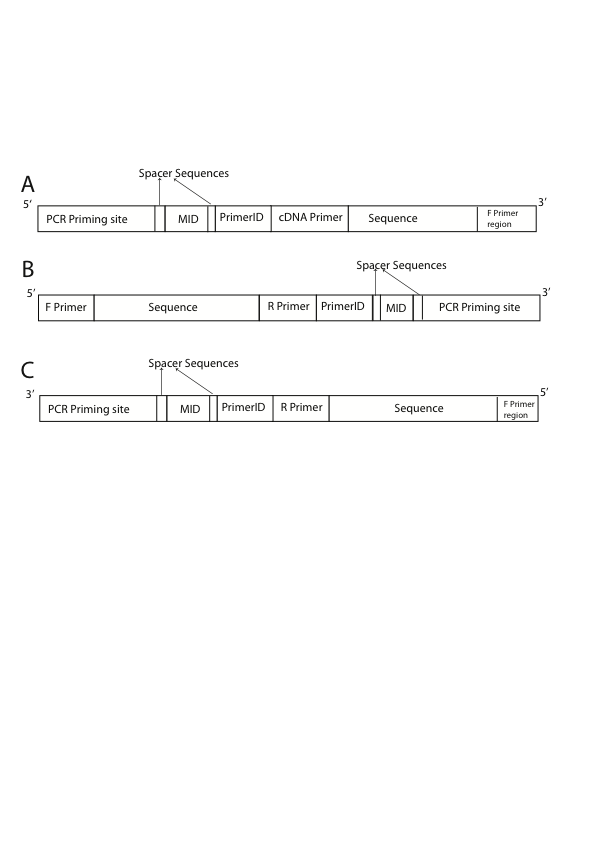 A
Spacer Sequences
5’ 3’
PCR Priming site MID PrimerID cDNA Primer Sequence F Primer
region
B
Spacer Sequences
5’ 3’
F Primer Sequence R Primer PrimerID MID PCR Priming site
C
Spacer Sequences
3’ 5’
PCR Priming site MID PrimerID R Primer Sequence F Primer
region